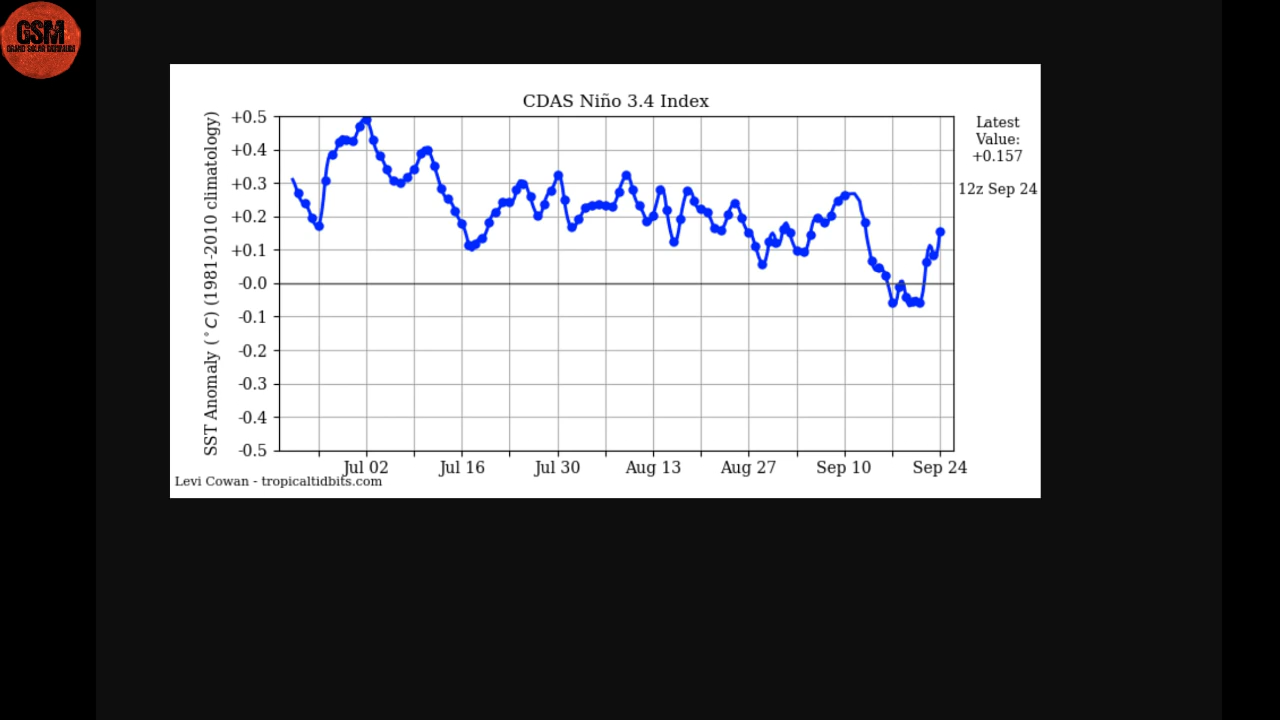 GSM
GRAND SOLAR MINIMUM
CDAS Niño 3.4 Index
SST Anomaly (°C) (1981-2010 climatology)
+0.5
+0.4
+0.3
+0.2
+0.1
-0.0
-0.1
-0.2
-0.3
-0.4
-0.5
Jul 02 Jul 16 Jul 30 Aug 13 Aug 27 Sep 10 Sep 24
Latest
Value:
+0.157
12z Sep 24
Levi Cowan - tropicaltidbits.com